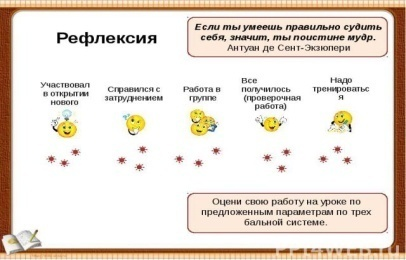 Рефлексия
Если ты умеешь правильно судить
себя, значит, ты поистине мудр.
Антуан де Сент-Экзюпери
Участвовал
в открытии
нового
Справился с
затруднением
Работа в
группе
Все
получилось
(проверочная
работа)
Надо
тренироватьс
я
Оцени свою работу на уроке по
предложенным параметрам по трех
бальной системе.